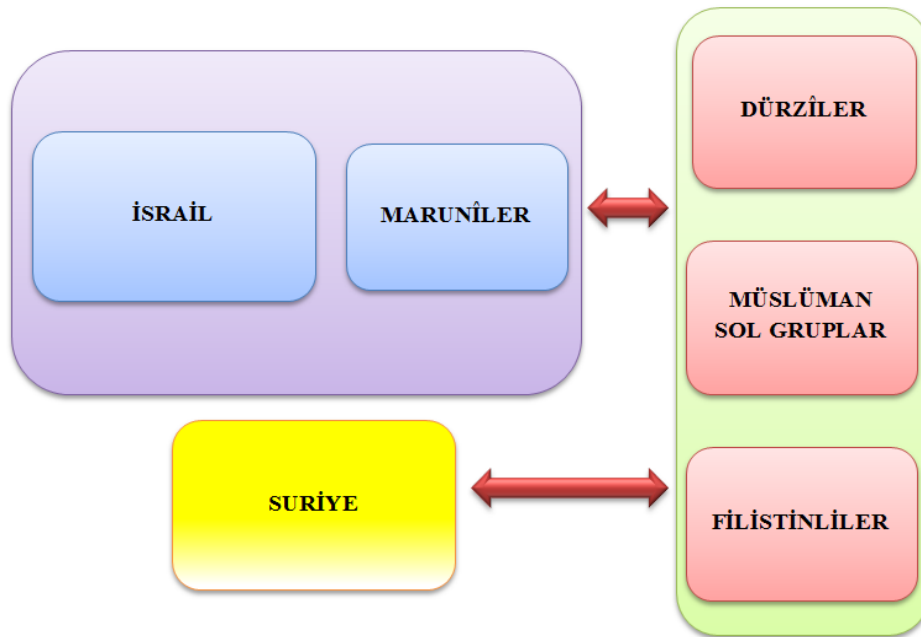 İSRAİL
MARUNÎLER
DÜRZÎLER
MÜSLÜMAN
SOL GRUPLAR
SURİYE
FİLİSTİNLİLER